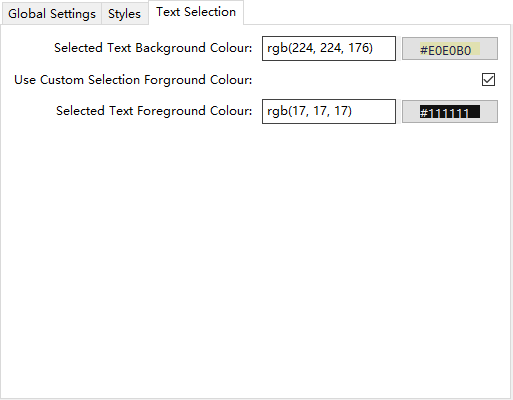 Global Settings Styles Text Selection
Selected Text Background Colour: rgb(224, 224, 176) #E0E0B0
Use Custom Selection Forground Colour:
Selected Text Foreground Colour: rgb(17, 17, 17) #111111